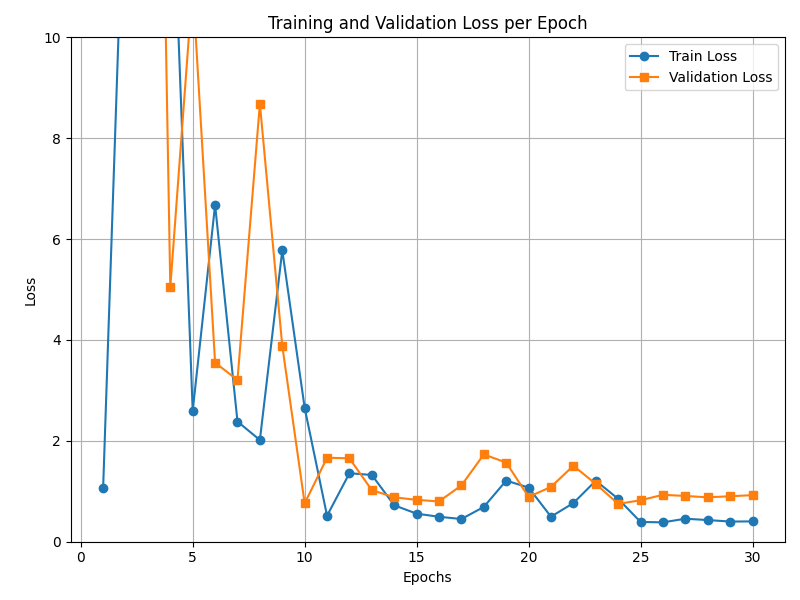 Training and Validation Loss per Epoch
Train Loss
Validation Loss
Loss
10
8
6
4
2
0
0 5 10 15 20 25 30
Epochs